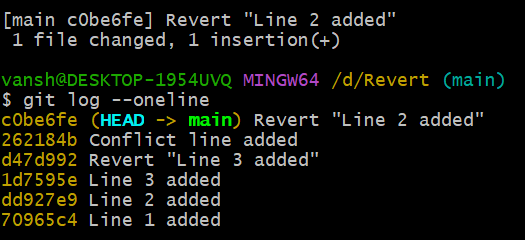 [main c0be6fe] Revert "Line 2 added"
 1 file changed, 1 insertion(+)
vansh@DESKTOP-1954UVQ MINGW64 /d/Revert (main)
$ git log --oneline
c0be6fe (HEAD -> main) Revert "Line 2 added"
262184b Conflict line added
d47d992 Revert "Line 3 added"
1d7595e Line 3 added
dd927e9 Line 2 added
70965c4 Line 1 added